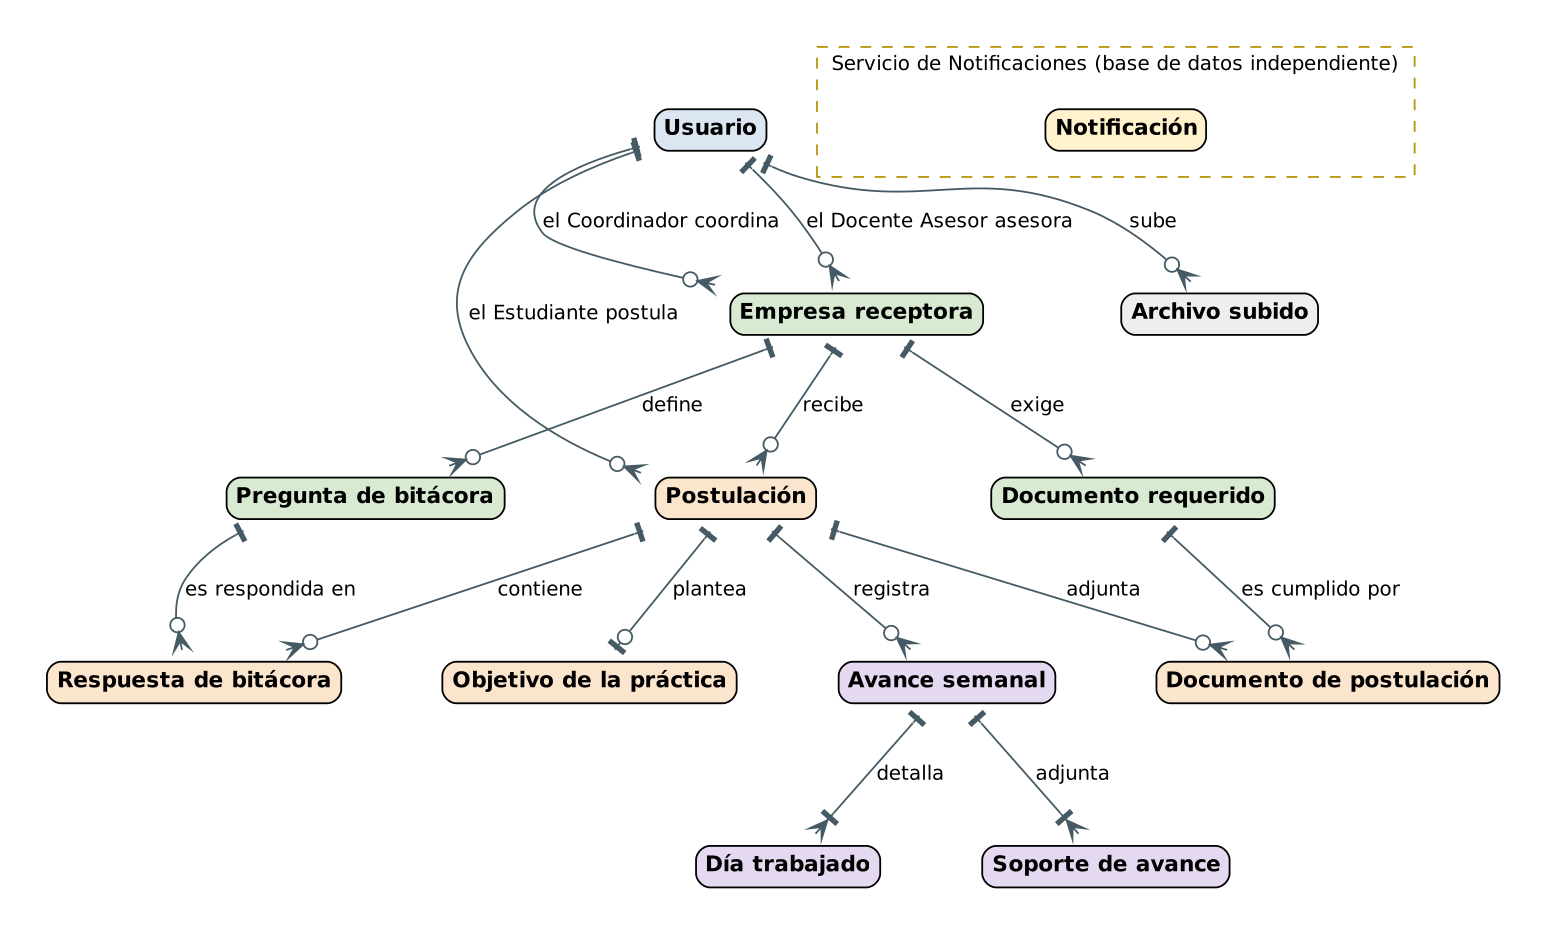 Servicio de Notificaciones (base de datos independiente)
Usuario
Notificación
el Coordinador coordina
el Docente Asesor asesora
sube
el Estudiante postula
Empresa receptora
Archivo subido
define
recibe
exige
Pregunta de bitácora
Postulación
Documento requerido
es respondida en
contiene
plantea
registra
adjunta
es cumplido por
Respuesta de bitácora
Objetivo de la práctica
Avance semanal
Documento de postulación
detalla
adjunta
Día trabajado
Soporte de avance